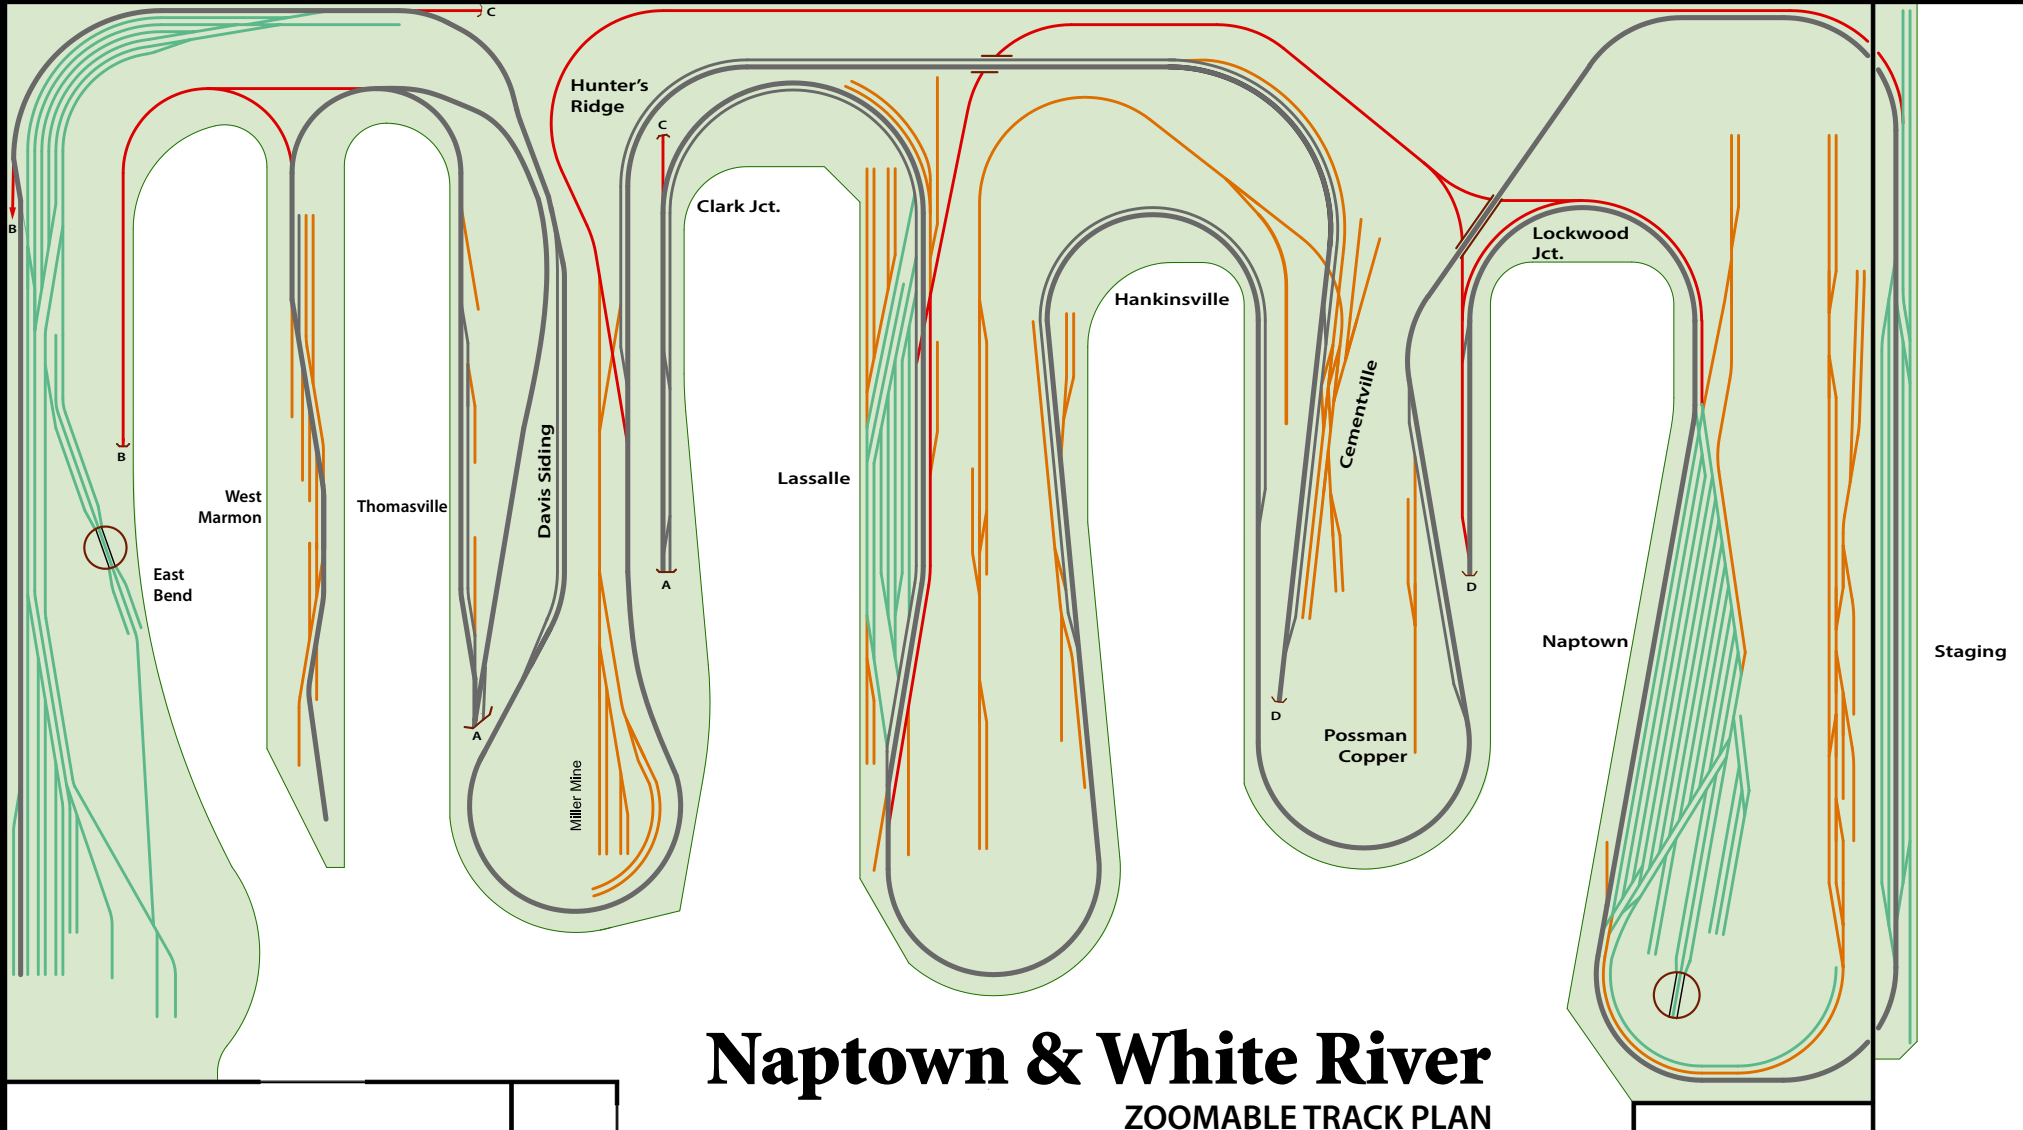 C
Hunter's
Ridge
C
Clark Jct.
B
Lockwood
Jct.
Hankinsville
Cementville
B
Davis Siding
Lassalle
West
Marmon
Thomasville
East
Bend
A
D
Naptown
Staging
D
A
Possman
Copper
Miller Mine
Naptown & White River
ZOOMABLE TRACK PLAN